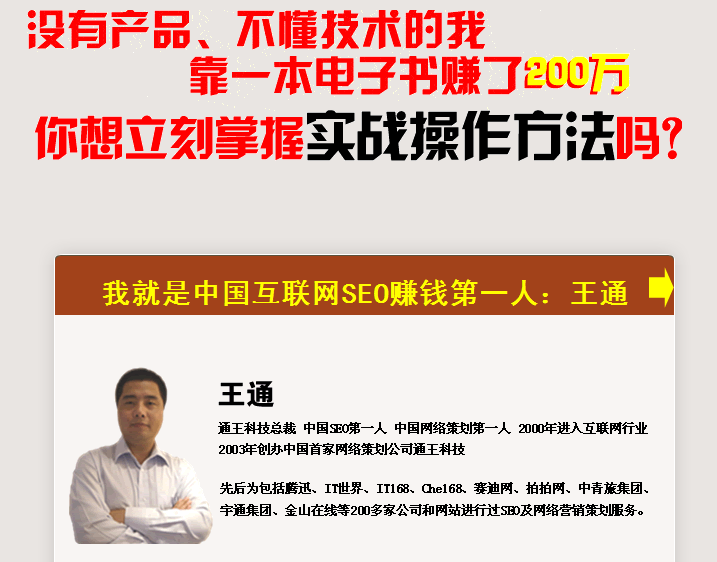 没有产品、不懂技术的我
靠一本电子书赚了200万
你想立刻掌握实战操作方法吗?
我就是中国互联网SEO赚钱第一人：王通
王通
通王科技总裁 中国SEO第一人 中国网络策划第一人 2000年进入互联网行业
2003年创办中国首家网络策划公司通王科技
先后为包括腾迅、IT世界、IT168、Che168、赛迪网、拍拍网、中青旅集团、
宇通集团、金山在线等200多家公司和网站进行过SEO及网络营销策划服务。